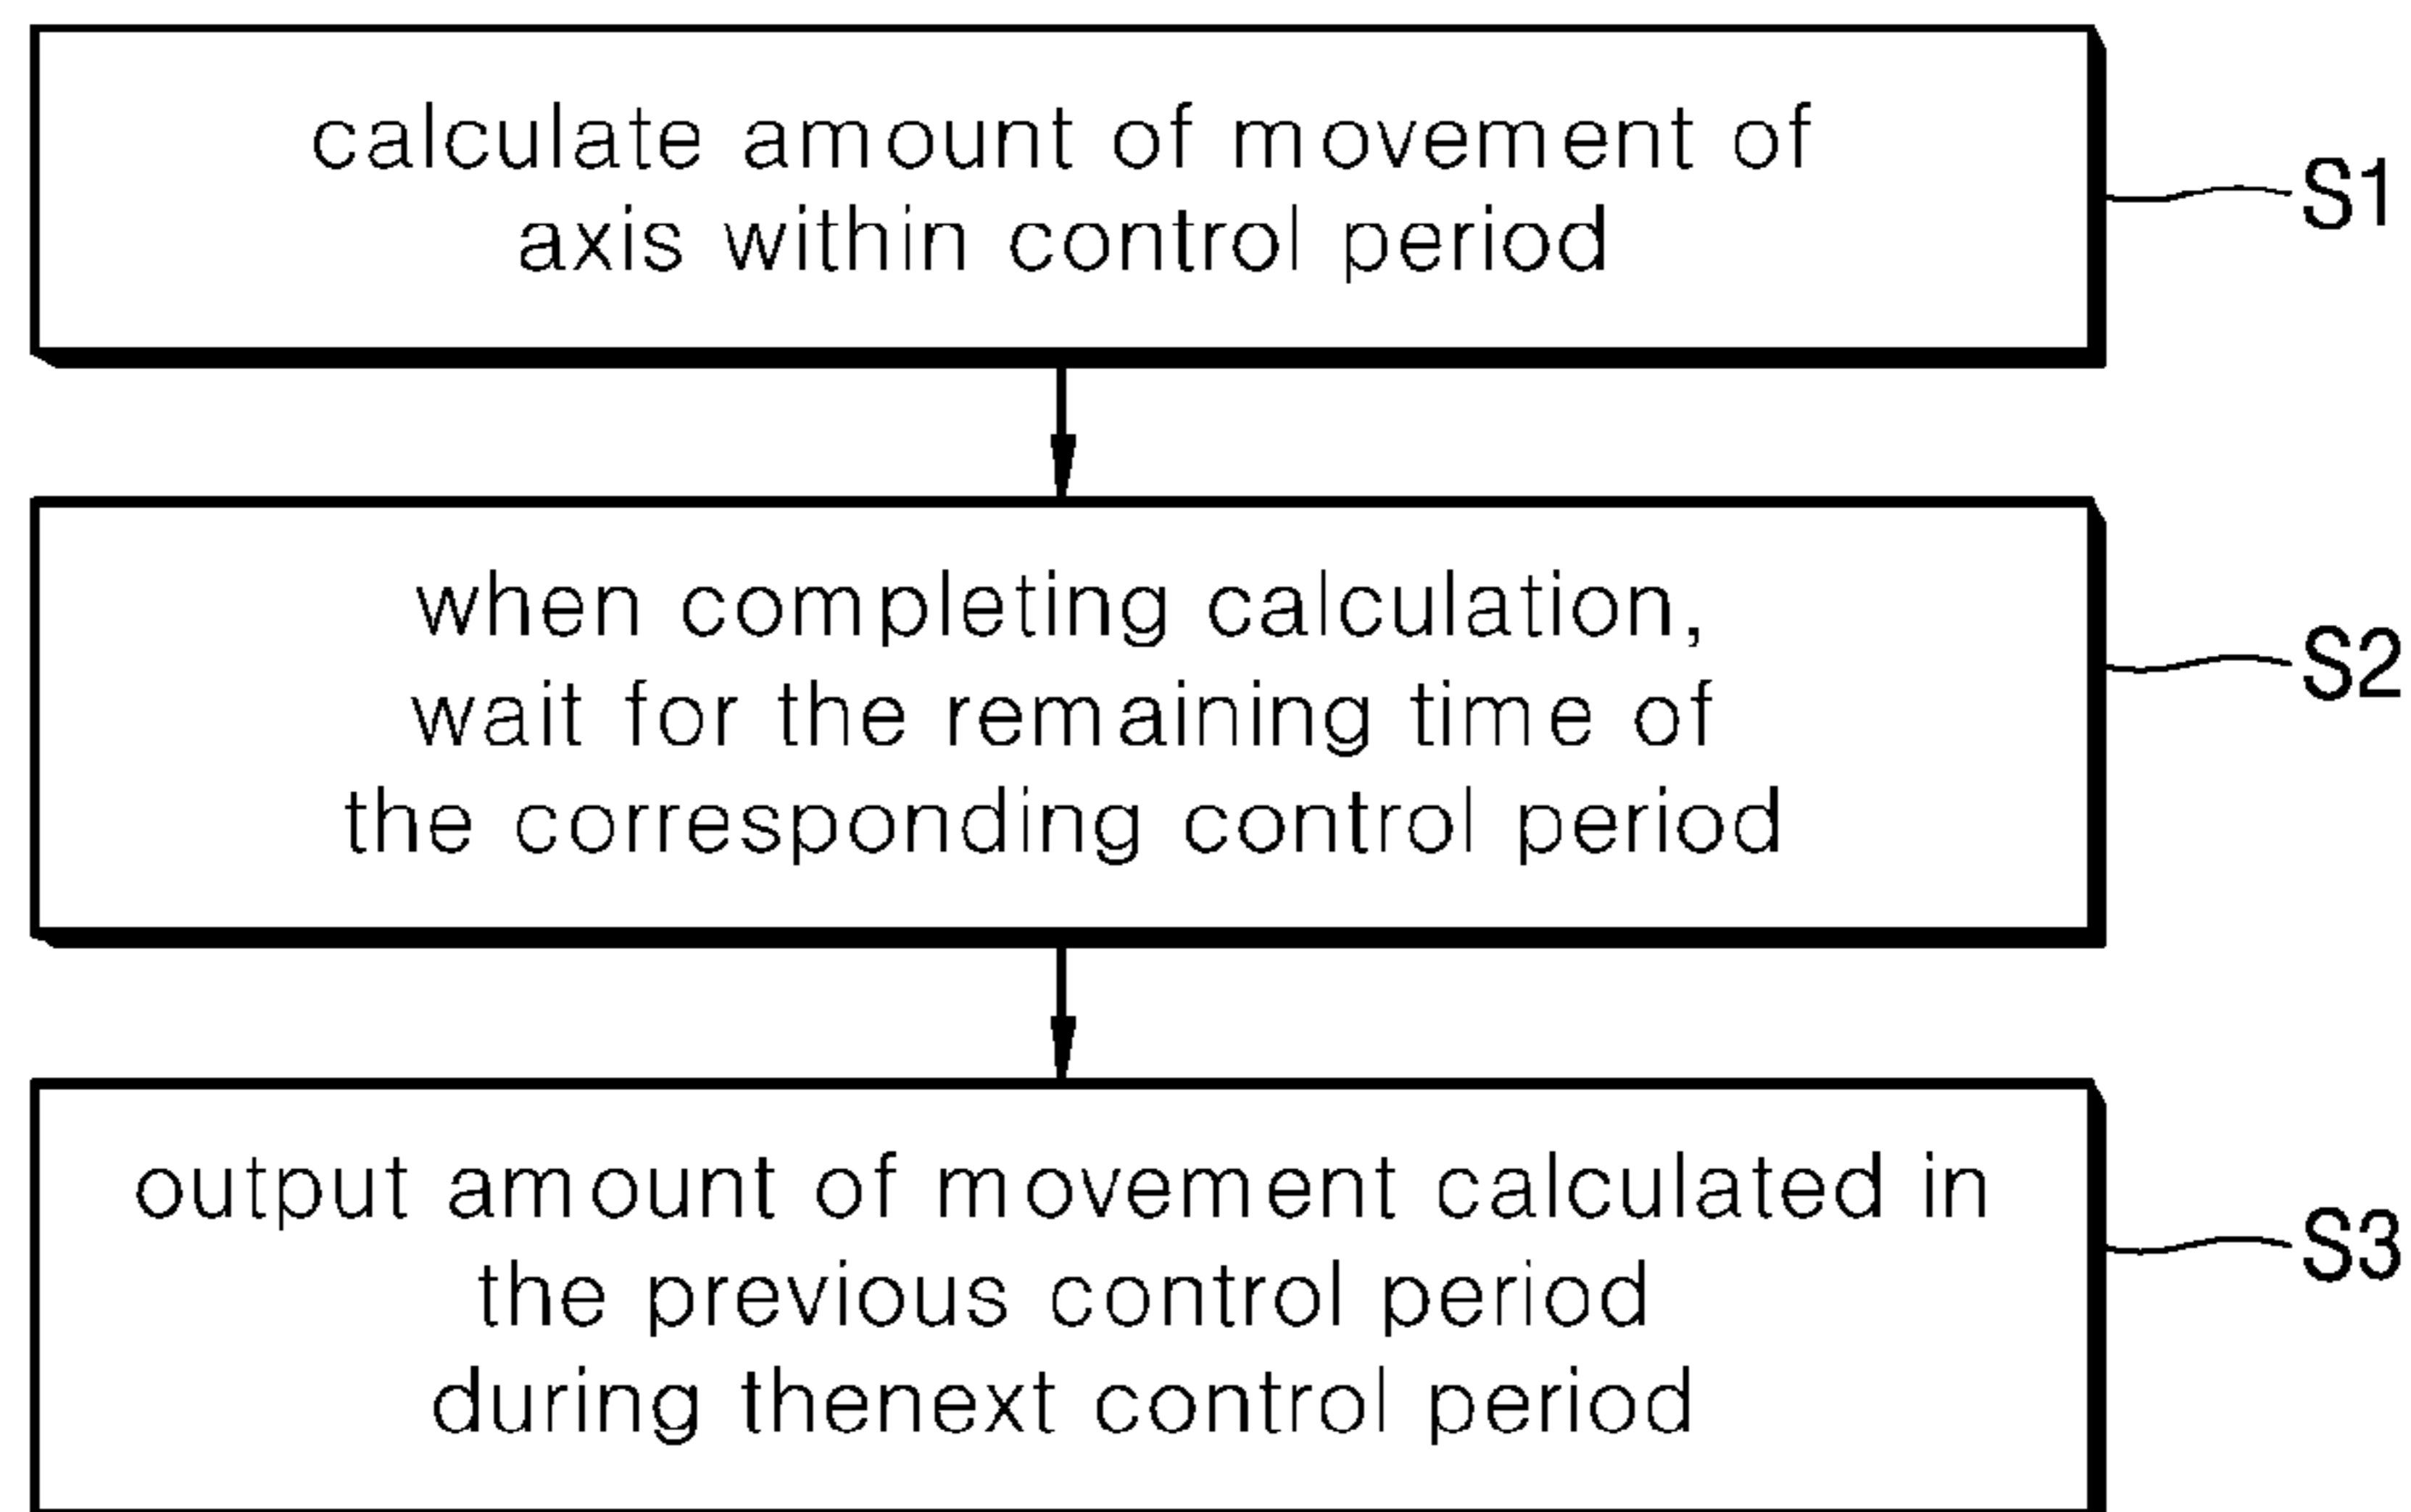 calculate amount of movement of
axis within control period
S1
when completing calculation,
wait for the remaining time of
the corresponding control period
S2
output amount of movement calculated in
the previous control period
during thenext control period
S3